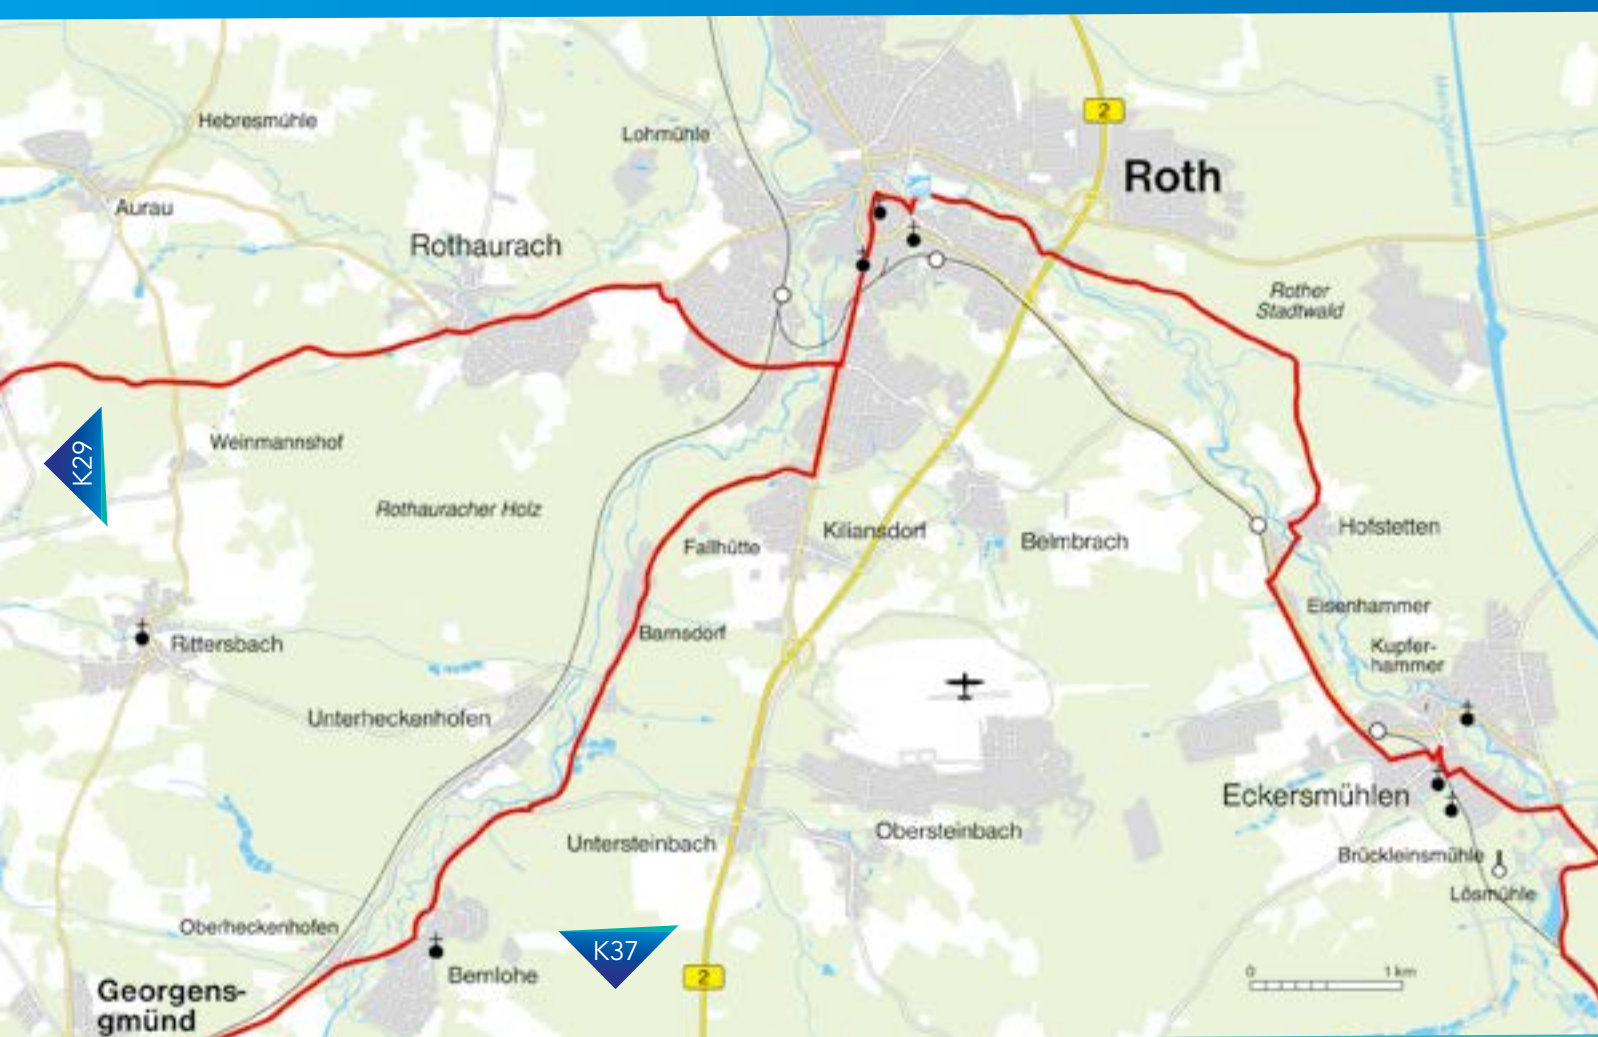 2
Hebresmühle
Lohmühle
Roth
Aurau
Rothaurach
Rother
Stadtwald
K29
Weinmannshof
Rothauracher Holz
Kiliansdorf
Hofstetten
Fallhütte
Belmbrach
Eisenhammer
Barnsdorf
Rittersbach
Kupfer-
hammer
Unterheckenhofen
Eckersmühlen
Obersteinbach
Untersteinbach
Brückleinsmühle
Lösmühle
Oberheckenhofen
K37
Bernlohe
2
0 1 km
Georgens-
gmünd